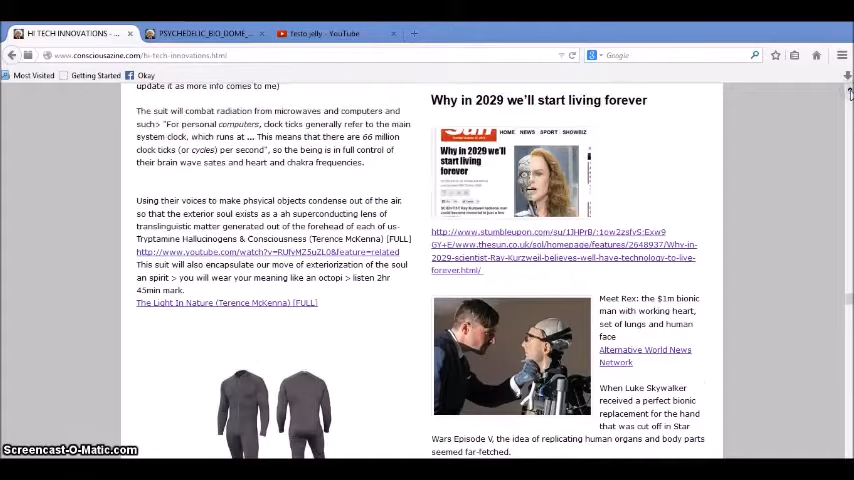 HI TECH INNOVATIONS - ...
PSYCHEDELIC_BIO_DOME_...
festo jelly - YouTube
www.consciousazine.com/hi-tech-innovations.html
Google
Most Visited
Getting Started
Okay
update it as more info comes to me)
The suit will combat radiation from microwaves and computers and
such> "For personal computers, clock ticks generally refer to the main
system clock, which runs at ... This means that there are 66 million
clock ticks (or cycles) per second", so the being is in full control of
their brain wave sates and heart and chakra frequencies.
Using their voices to make phsyical objects condense out of the air.
so that the exterior soul exists as a ah superconducting lens of
translinguistic matter generated out of the forehead of each of us-
Tryptamine Hallucinogens & Consciousness (Terence McKenna) [FULL]
http://www.youtube.com/watch?v=RUfvMZ5uZL0&feature=related
This suit will also encapsulate our move of exteriorization of the soul
an spirit > you will wear your meaning like an octopi > listen 2hr
45min mark.
The Light In Nature (Terence McKenna) [FULL]
Why in 2029 we'll start living forever
Sun
HOME NEWS SPORT SHOWBIZ
Why in 2029 we'll
start living
forever
http://www.stumbleupon.com/su/1JHPrB/:1ow2zsfyS:Exw9
GY+E/www.thesun.co.uk/sol/homepage/features/2648937/Why-in-
2029-scientist-Ray-Kurzweil-believes-well-have-technology-to-live-
forever.html/
Meet Rex: the $1m bionic
man with working heart,
set of lungs and human
face
Alternative World News
Network
When Luke Skywalker
received a perfect bionic
replacement for the hand
that was cut off in Star
Wars Episode V, the idea of replicating human organs and body parts
seemed far-fetched.
Screencast-O-Matic.com